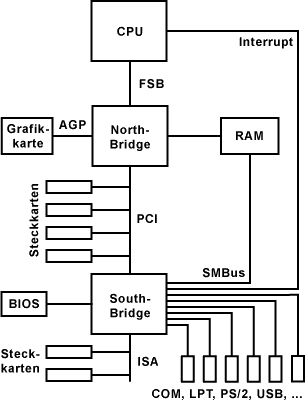 CPU
Interrupt
FSB
Grafik-
karte
AGP
North-
Bridge
RAM
Steckkarten
PCI
SMBus
BIOS
South-
Bridge
Steck-
karten
ISA
COM, LPT, PS/2, USB, ...